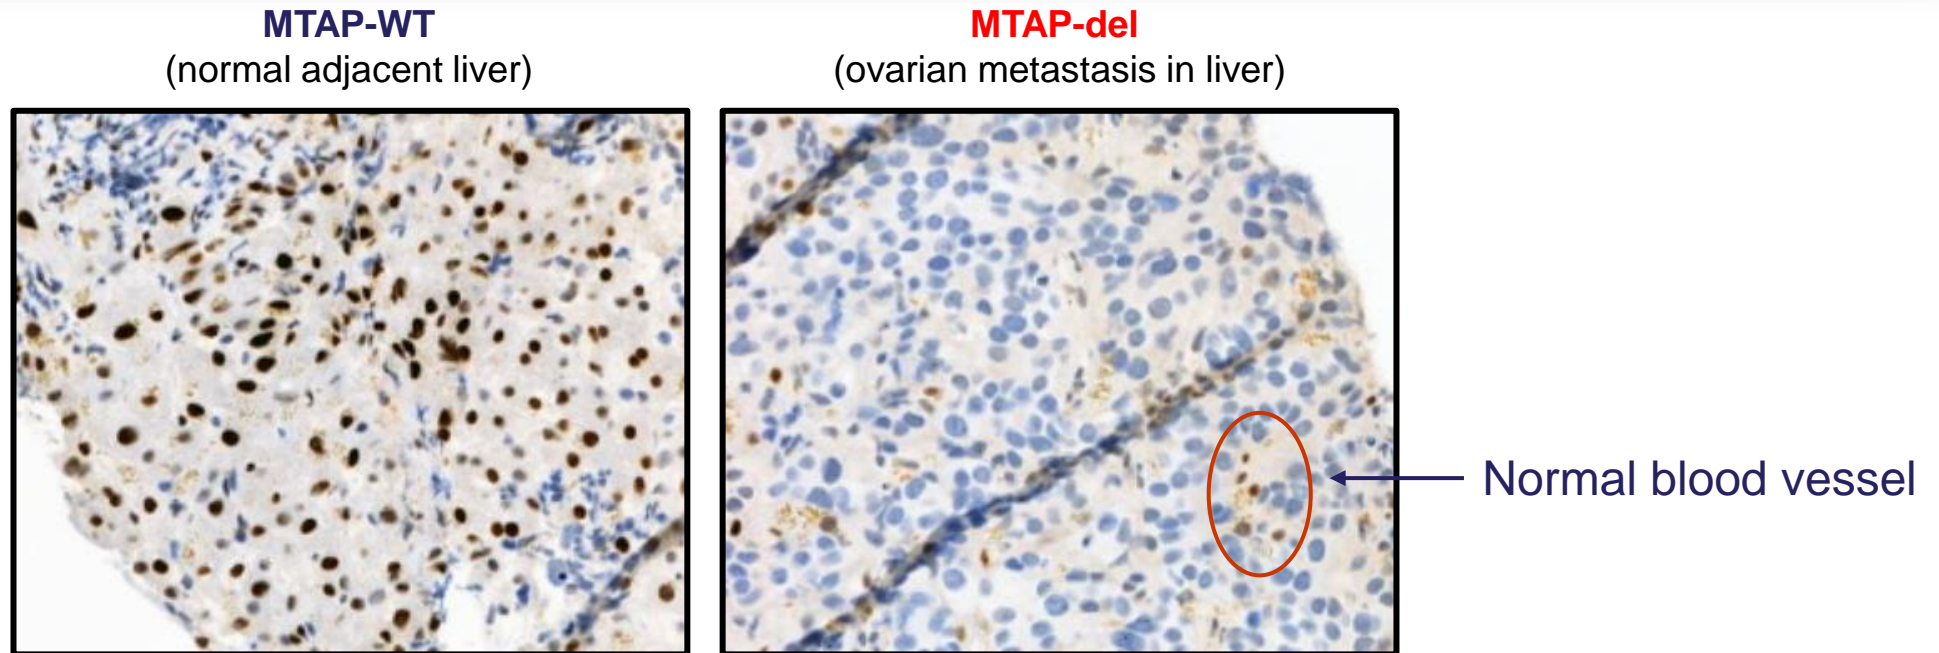 MTAP-WT
(normal adjacent liver)
MTAP-del
(ovarian metastasis in liver)
Normal blood vessel